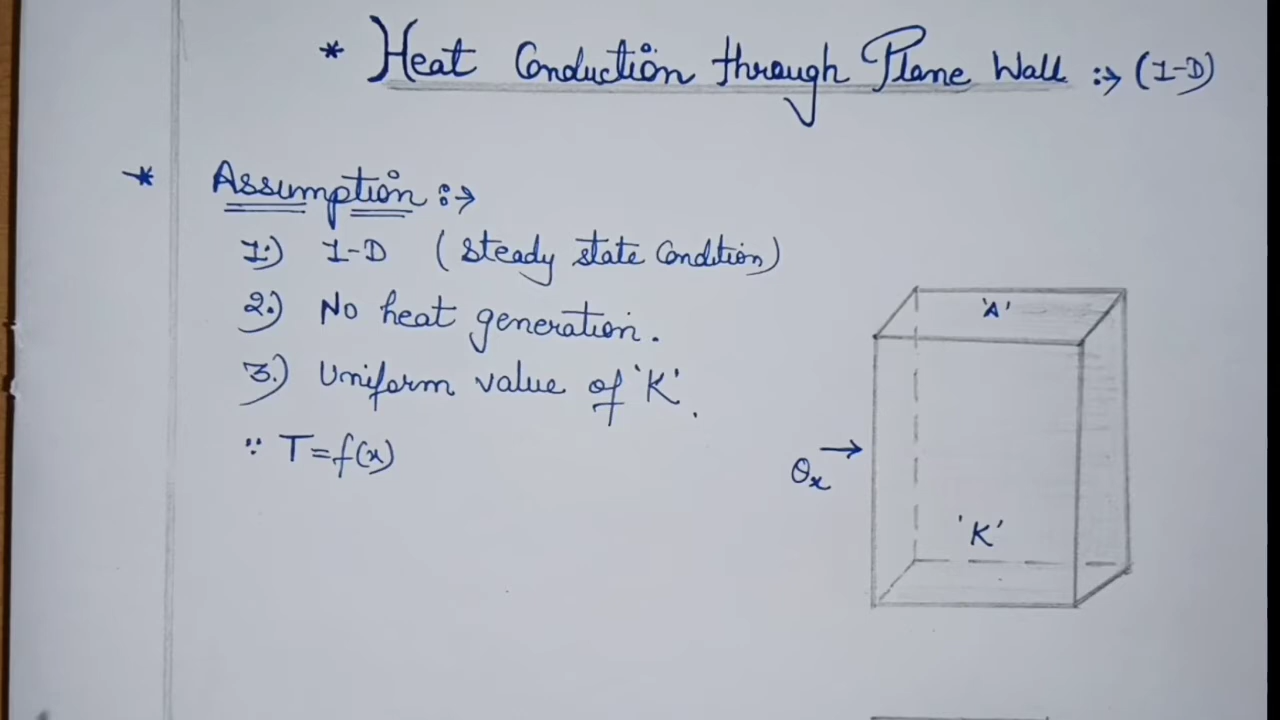 * Heat Conduction through Plane Wall :→ (1-D)
* Assumption :→
1.) 1-D (steady state Condition)
2.) No heat generation.
3.) Uniform value of 'K'.
∵ T=f(x)
'A'
Qx →
'K'